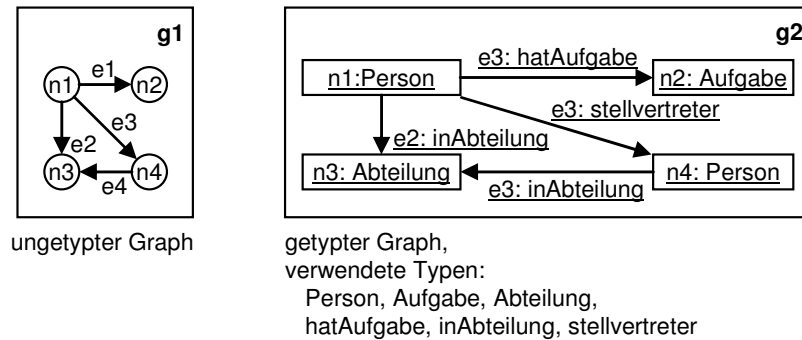 g1
n1
e1
n2
e3
e2
n3
e4
n4
ungetypter Graph
g2
e3: hatAufgabe
n1:Person
n2: Aufgabe
e3: stellvertreter
e2: inAbteilung
n3: Abteilung
n4: Person
e3: inAbteilung
getypter Graph,
verwendete Typen:
Person, Aufgabe, Abteilung,
hatAufgabe, inAbteilung, stellvertreter